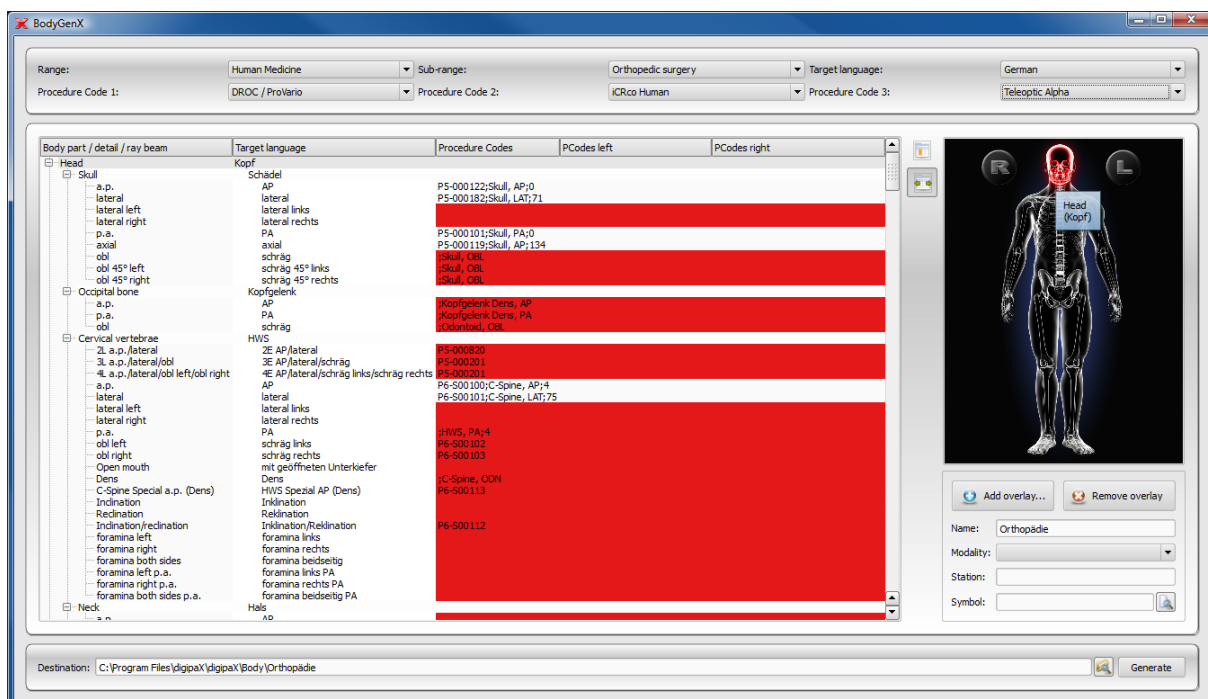 BodyGenX
Range: Human Medicine Sub-range: Orthopedic surgery Target language: German
Procedure Code 1: DROC / ProVario Procedure Code 2: iCRco Human Procedure Code 3: Teleoptic Alpha
Body part / detail / ray beam Target language Procedure Codes PCodes left PCodes right
Head Kopf
Skull Schädel
a.p. AP P5-000122;Skull, AP;0
lateral lateral P5-000182;Skull, LAT;71
lateral left lateral links
lateral right lateral rechts
p.a. PA P5-000101;Skull, PA;0
axial axial P5-000119;Skull, AP;134
obl schräg ;Skull, OBL
obl 45° left schräg 45° links ;Skull, OBL
obl 45° right schräg 45° rechts ;Skull, OBL
Occipital bone Kopfgelenk
a.p. AP ;Kopfgelenk Dens, AP
p.a. PA ;Kopfgelenk Dens, PA
obl schräg ;Odontoid, OBL
Cervical vertebrae HWS
2L a.p./lateral 2E AP/lateral P5-000820
3L a.p./lateral/obl 3E AP/lateral/schräg P5-000201
4L a.p./lateral/obl left/obl right 4E AP/lateral/schräg links/schräg rechts P5-000201
a.p. AP P6-S00100;C-Spine, AP;4
lateral lateral P6-S00101;C-Spine, LAT;75
lateral left lateral links
lateral right lateral rechts
p.a. PA ;HWS, PA;4
obl left schräg links P6-S00102
obl right schräg rechts P6-S00103
Open mouth mit geöffneten Unterkiefer
Dens Dens ;C-Spine, ODN
C-Spine Special a.p. (Dens) HWS Spezial AP (Dens) P6-S00113
Inclination Inklination
Reclination Reklination
Inclination/reclination Inklination/Reklination P6-S00112
foramina left foramina links
foramina right foramina rechts
foramina both sides foramina beidseitig
foramina left p.a. foramina links PA
foramina right p.a. foramina rechts PA
foramina both sides p.a. foramina beidseitig PA
Neck Hals
a.p. AP
R L
Head
(Kopf)
Add overlay... Remove overlay
Name: Orthopädie
Modality:
Station:
Symbol:
Destination: C:\Program Files\digipaX\digipaX\Body\Orthopädie Generate